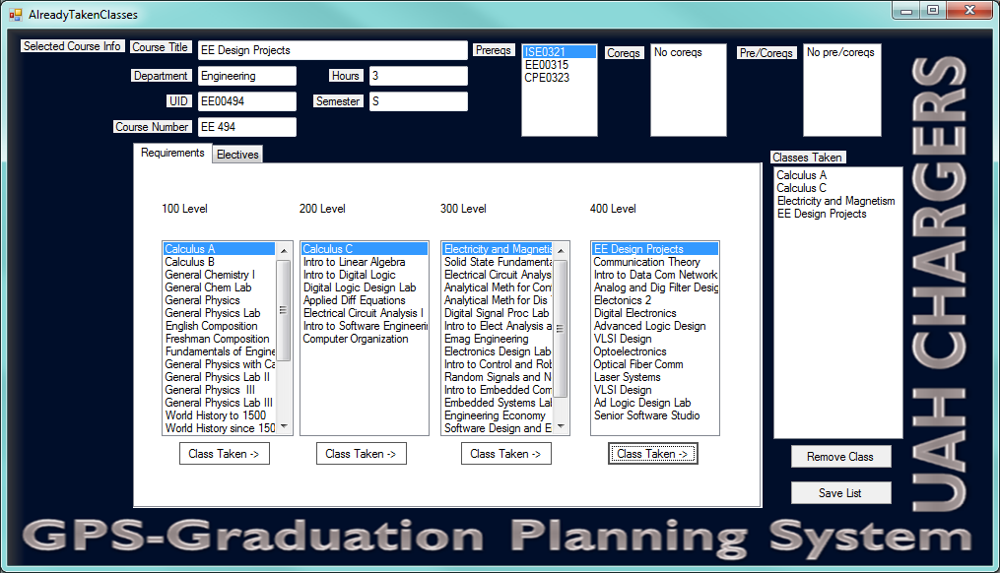 AlreadyTakenClasses
Selected Course Info
Course Title
EE Design Projects
Department
Engineering
Hours
3
UID
EE00494
Semester
S
Course Number
EE 494
Prereqs
ISE0321
EE00315
CPE0323
Coreqs
No coreqs
Pre/Coreqs
No pre/coreqs
Requirements
Electives
100 Level
Calculus A
Calculus B
General Chemistry I
General Chem Lab
General Physics
General Physics Lab
English Composition
Freshman Composition
Fundamentals of Engine
General Physics with Ca
General Physics Lab II
General Physics III
General Physics Lab III
World History to 1500
World History since 150
Class Taken ->
200 Level
Calculus C
Intro to Linear Algebra
Intro to Digital Logic
Digital Logic Design Lab
Applied Diff Equations
Electrical Circuit Analysis I
Intro to Software Engineeri
Computer Organization
Class Taken ->
300 Level
Electricity and Magnetis
Solid State Fundamenta
Electrical Circuit Analys
Analytical Meth for Con
Analytical Meth for Dis
Digital Signal Proc Lab
Intro to Elect Analysis a
Emag Engineering
Electronics Design Lab
Intro to Control and Rob
Random Signals and N
Intro to Embedded Com
Embedded Systems Lab
Engineering Economy
Software Design and E
Class Taken ->
400 Level
EE Design Projects
Communication Theory
Intro to Data Com Network
Analog and Dig Filter Desig
Electonics 2
Digital Electronics
Advanced Logic Design
VLSI Design
Optoelectronics
Optical Fiber Comm
Laser Systems
VLSI Design
Ad Logic Design Lab
Senior Software Studio
Class Taken ->
Classes Taken
Calculus A
Calculus C
Electricity and Magnetism
EE Design Projects
Remove Class
Save List
UAH CHARGERS
GPS-Graduation Planning System